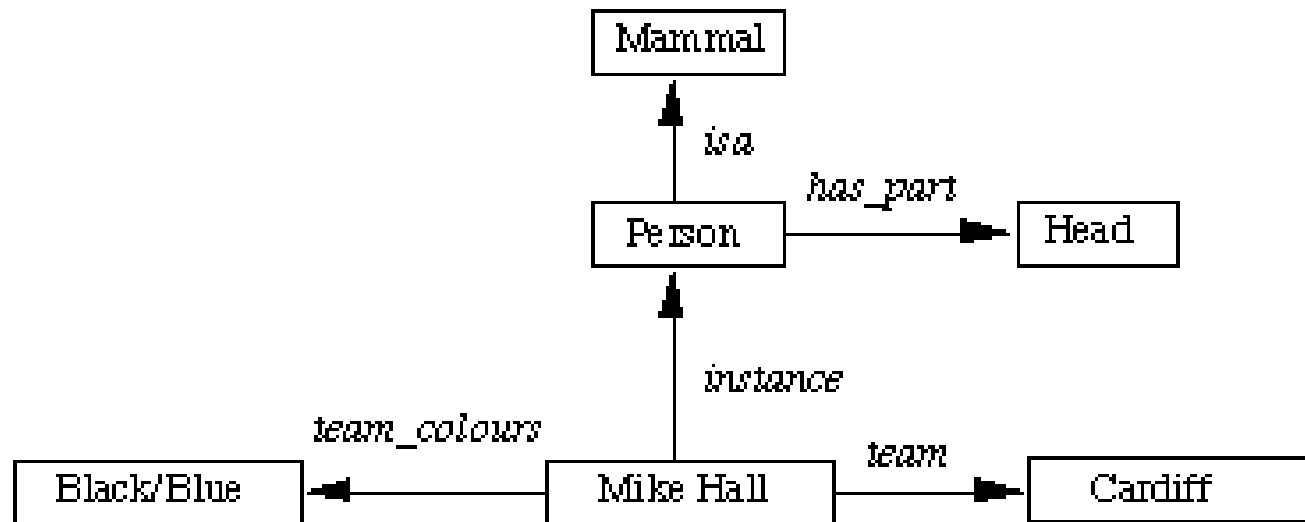 Mammal
isa
has_part
Person
Head
instance
team_colours
team
Black/Blue
Mike Hall
Cardiff